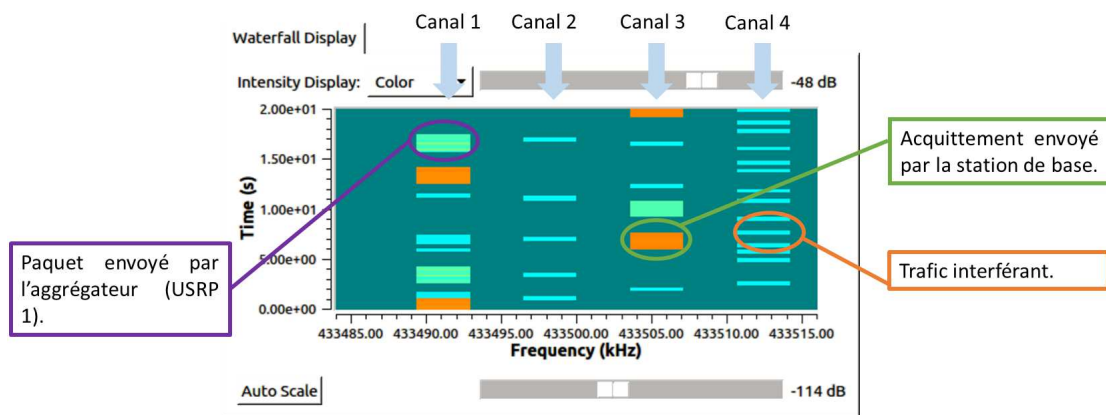 Canal 1 Canal 2 Canal 3 Canal 4
Waterfall Display
Intensity Display: Color -48 dB
2.00e+01
1.50e+01
1.00e+01
5.00e+00
0.00e+00
Time (s)
433485.00 433490.00 433495.00 433500.00 433505.00 433510.00 433515.00
Frequency (kHz)
Auto Scale -114 dB
Paquet envoyé par
l’aggrégateur (USRP
1).
Acquittement envoyé
par la station de base.
Trafic interférant.